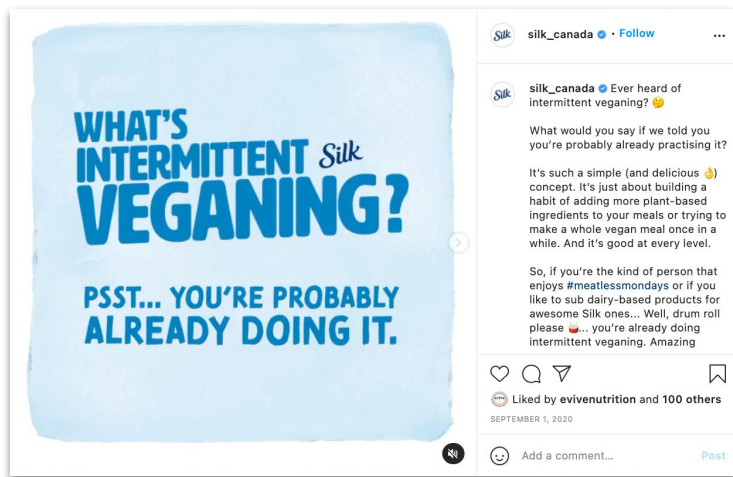 WHAT'S
INTERMITTENT Silk
VEGANING?
PSST... YOU'RE PROBABLY
ALREADY DOING IT.
Silk silk_canada • Follow
Silk silk_canada Ever heard of
intermittent veganing? 🤔
What would you say if we told you
you're probably already practising it?
It's such a simple (and delicious 👌)
concept. It's just about building a
habit of adding more plant-based
ingredients to your meals or trying to
make a whole vegan meal once in a
while. And it's good at every level.
So, if you're the kind of person that
enjoys #meatlessmondays or if you
like to sub dairy-based products for
awesome Silk ones... Well, drum roll
please 🥁... you're already doing
intermittent veganing. Amazing
Liked by evivenutrition and 100 others
SEPTEMBER 1, 2020
Add a comment...
Post